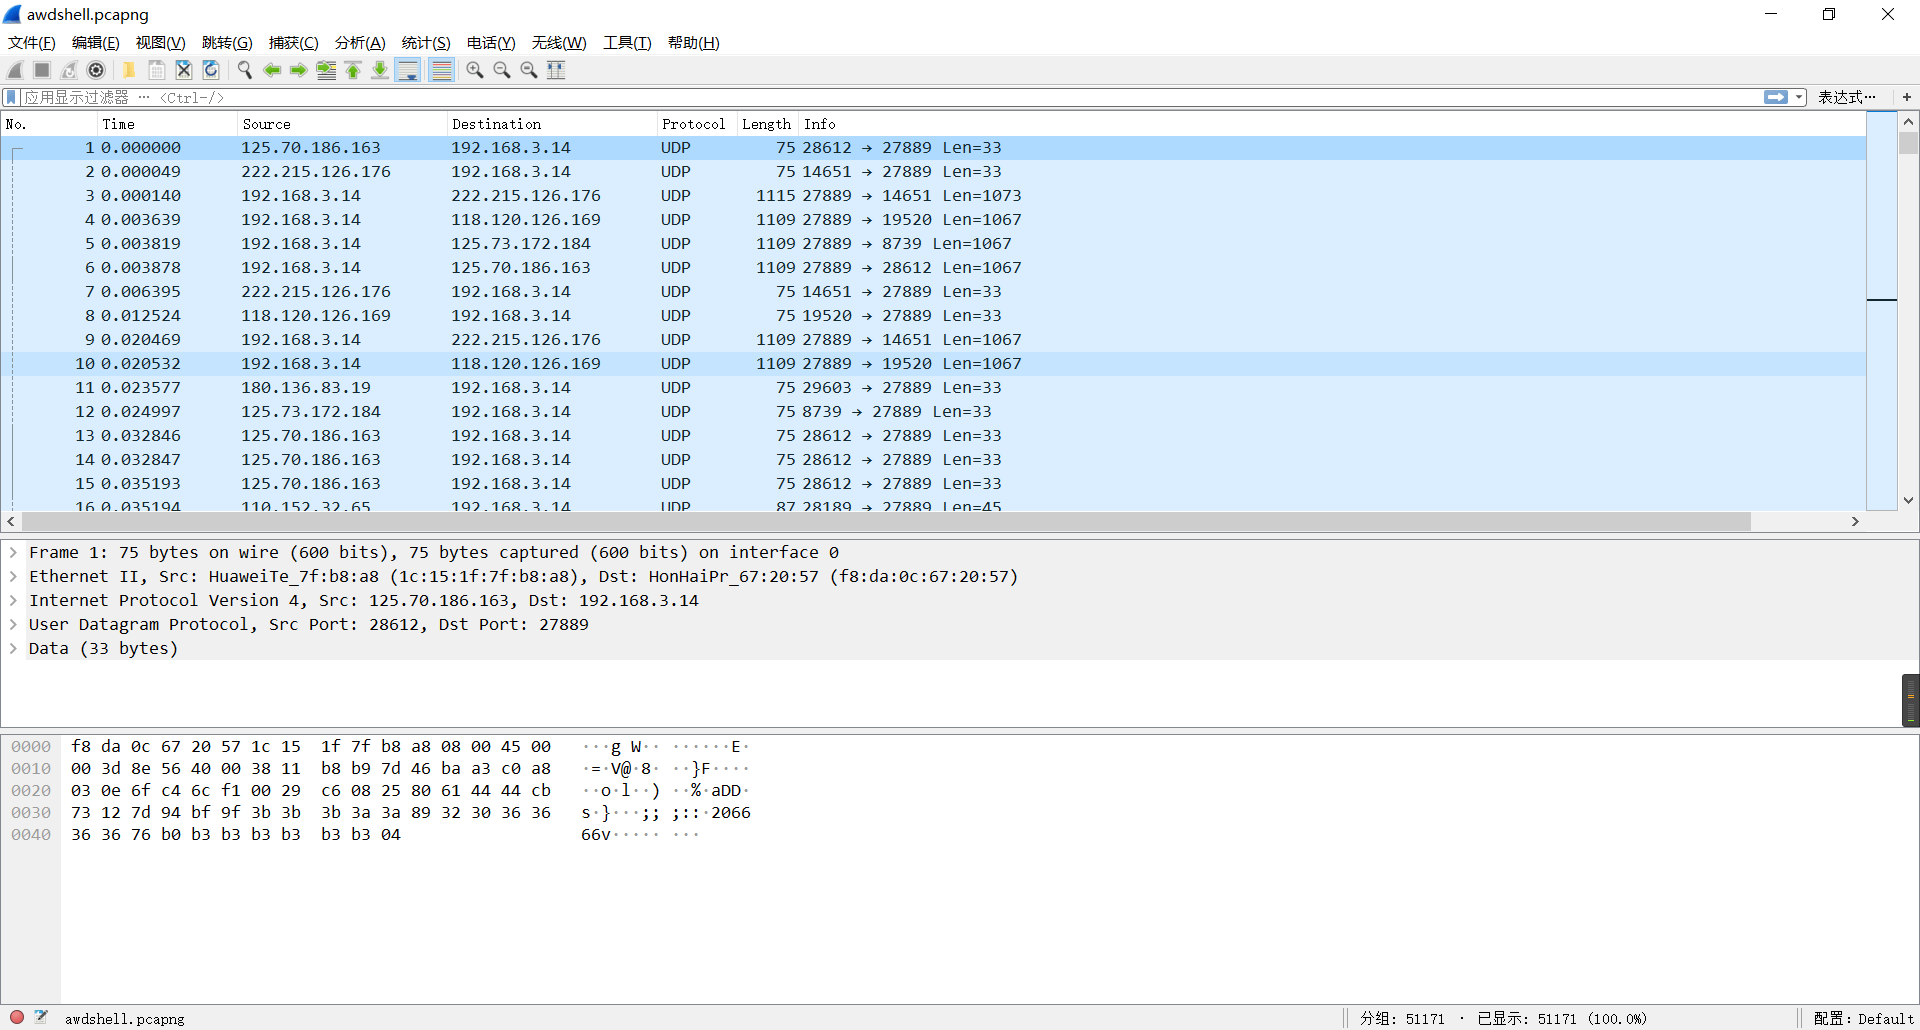 awdshell.pcapng
文件(F) 编辑(E) 视图(V) 跳转(G) 捕获(C) 分析(A) 统计(S) 电话(Y) 无线(W) 工具(T) 帮助(H)
应用显示过滤器 … <Ctrl-/> 表达式… +
No. Time Source Destination Protocol Length Info
1 0.000000 125.70.186.163 192.168.3.14 UDP 75 28612 → 27889 Len=33
2 0.000049 222.215.126.176 192.168.3.14 UDP 75 14651 → 27889 Len=33
3 0.000140 192.168.3.14 222.215.126.176 UDP 1115 27889 → 14651 Len=1073
4 0.003639 192.168.3.14 118.120.126.169 UDP 1109 27889 → 19520 Len=1067
5 0.003819 192.168.3.14 125.73.172.184 UDP 1109 27889 → 8739 Len=1067
6 0.003878 192.168.3.14 125.70.186.163 UDP 1109 27889 → 28612 Len=1067
7 0.006395 222.215.126.176 192.168.3.14 UDP 75 14651 → 27889 Len=33
8 0.012524 118.120.126.169 192.168.3.14 UDP 75 19520 → 27889 Len=33
9 0.020469 192.168.3.14 222.215.126.176 UDP 1109 27889 → 14651 Len=1067
10 0.020532 192.168.3.14 118.120.126.169 UDP 1109 27889 → 19520 Len=1067
11 0.023577 180.136.83.19 192.168.3.14 UDP 75 29603 → 27889 Len=33
12 0.024997 125.73.172.184 192.168.3.14 UDP 75 8739 → 27889 Len=33
13 0.032846 125.70.186.163 192.168.3.14 UDP 75 28612 → 27889 Len=33
14 0.032847 125.70.186.163 192.168.3.14 UDP 75 28612 → 27889 Len=33
15 0.035193 125.70.186.163 192.168.3.14 UDP 75 28612 → 27889 Len=33
16 0.035194 110.152.32.65 192.168.3.14 UDP 87 28189 → 27889 Len=45
Frame 1: 75 bytes on wire (600 bits), 75 bytes captured (600 bits) on interface 0
Ethernet II, Src: HuaweiTe_7f:b8:a8 (1c:15:1f:7f:b8:a8), Dst: HonHaiPr_67:20:57 (f8:da:0c:67:20:57)
Internet Protocol Version 4, Src: 125.70.186.163, Dst: 192.168.3.14
User Datagram Protocol, Src Port: 28612, Dst Port: 27889
Data (33 bytes)
0000 f8 da 0c 67 20 57 1c 15 1f 7f b8 a8 08 00 45 00 ···g W·· ······E·
0010 00 3d 8e 56 40 00 38 11 b8 b9 7d 46 ba a3 c0 a8 ·=·V@·8· ··}F····
0020 03 0e 6f c4 6c f1 00 29 c6 08 25 80 61 44 44 cb ··o·l··) ··%·aDD·
0030 73 12 7d 94 bf 9f 3b 3b 3b 3a 3a 89 32 30 36 36 s·}···;; ;::·2066
0040 36 36 76 b0 b3 b3 b3 b3 b3 b3 04 66v····· ···
awdshell.pcapng 分组: 51171 · 已显示: 51171 (100.0%) 配置: Default